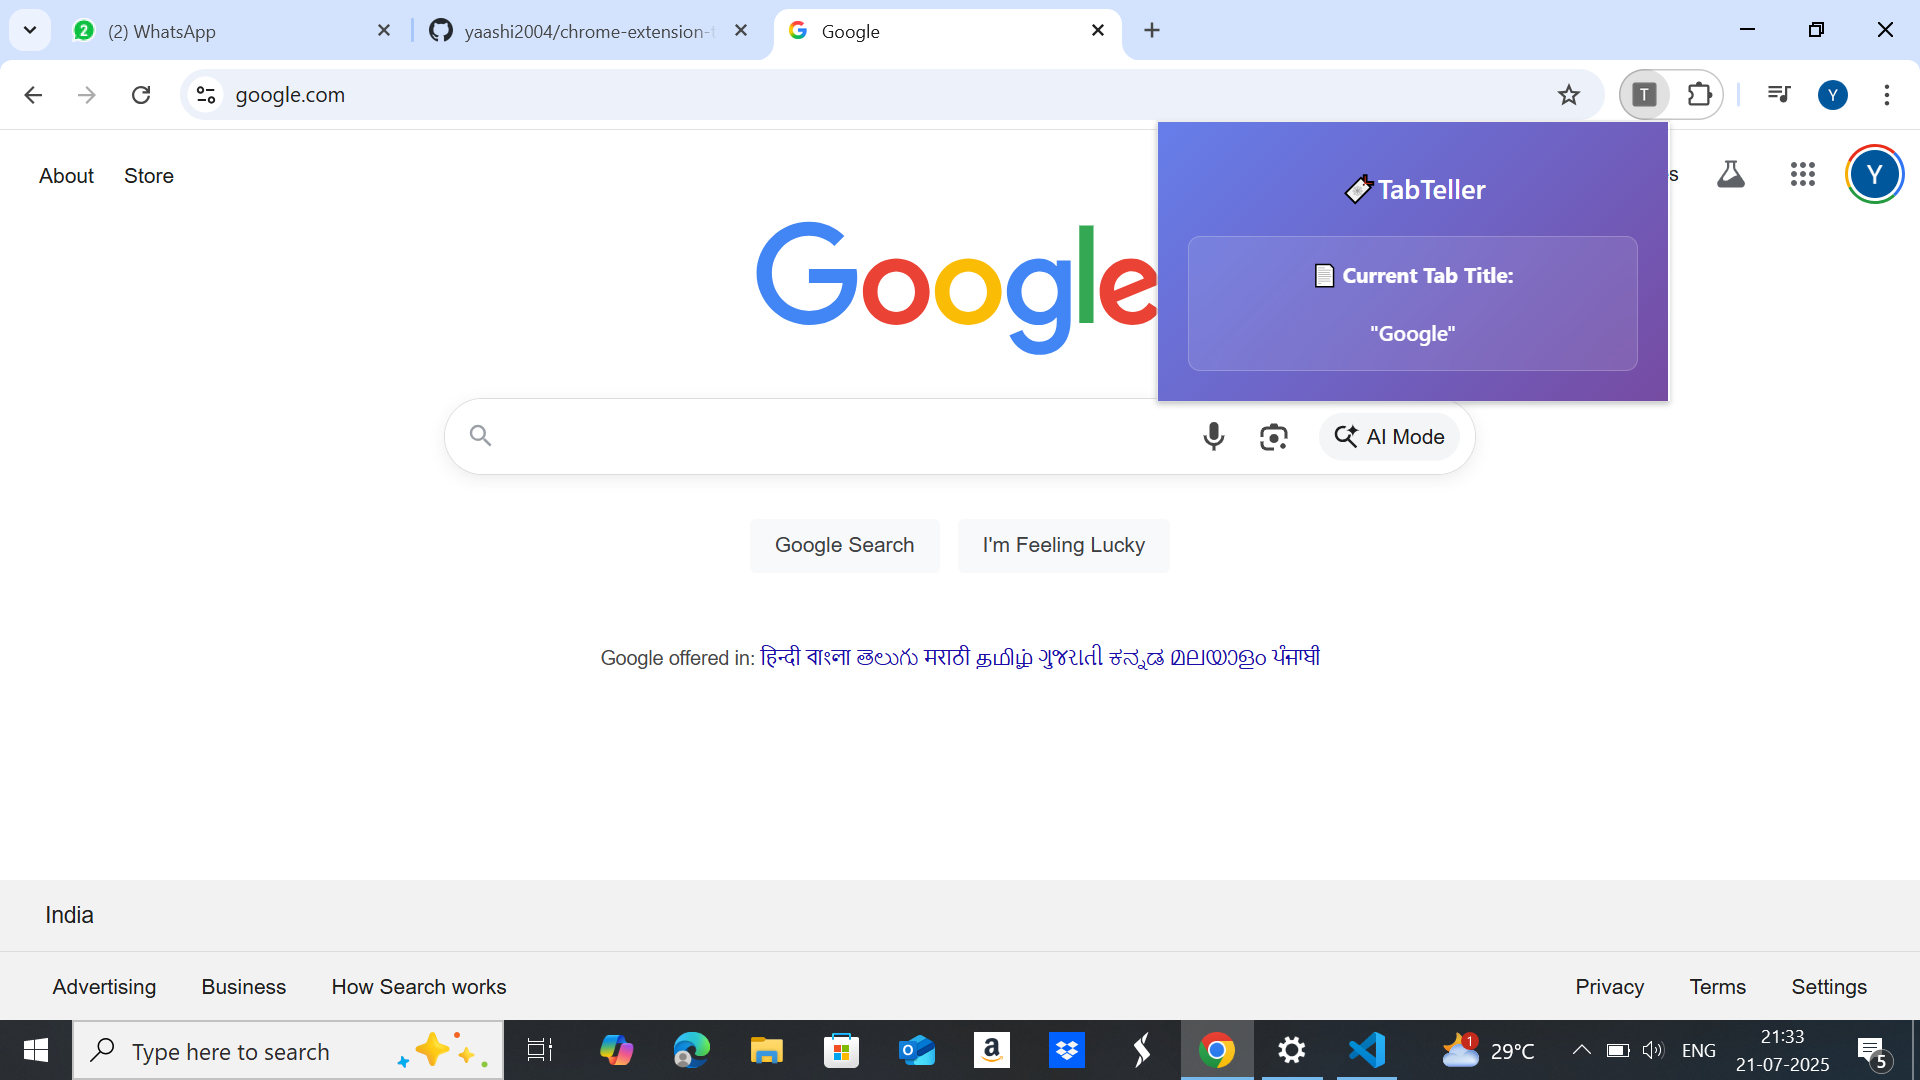 (2) WhatsApp
yaashi2004/chrome-extension-t
Google
google.com
T
Y
About Store
s
Y
Google
TabTeller
Current Tab Title:
"Google"
AI Mode
Google Search I'm Feeling Lucky
Google offered in: हिन्दी বাংলা తెలుగు मराठी தமிழ் ગુજરાતી ಕನ್ನಡ മലയാളം ਪੰਜਾਬੀ
India
Advertising Business How Search works Privacy Terms Settings
Type here to search
1
29°C
ENG
21:33
21-07-2025
5